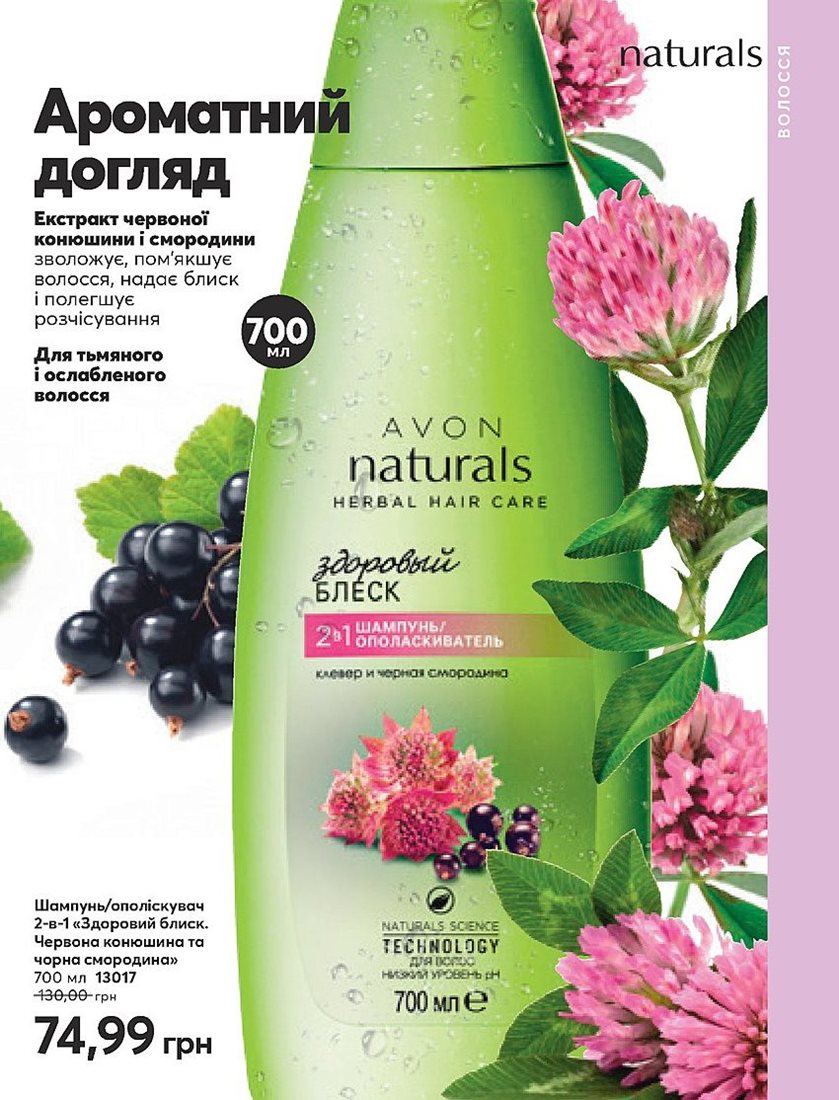 naturals
ВОЛОССЯ
Ароматний
догляд
Екстракт червоної
конюшини і смородини
зволожує, пом'якшує
волосся, надає блиск
і полегшує
розчісування
Для тьмяного
і ослабленого
волосся
700
мл
AVON
naturals
HERBAL HAIR CARE
здоровый
БЛЕСК
2в1 ШАМПУНЬ/
ОПОЛАСКИВАТЕЛЬ
клевер и черная смородина
NATURALS SCIENCE
TECHNOLOGY
ДЛЯ ВОЛОС
НИЗКИЙ УРОВЕНЬ pH
700 мл ℮
Шампунь/ополіскувач
2-в-1 «Здоровий блиск.
Червона конюшина та
чорна смородина»
700 мл 13017
130,00 грн
74,99 грн